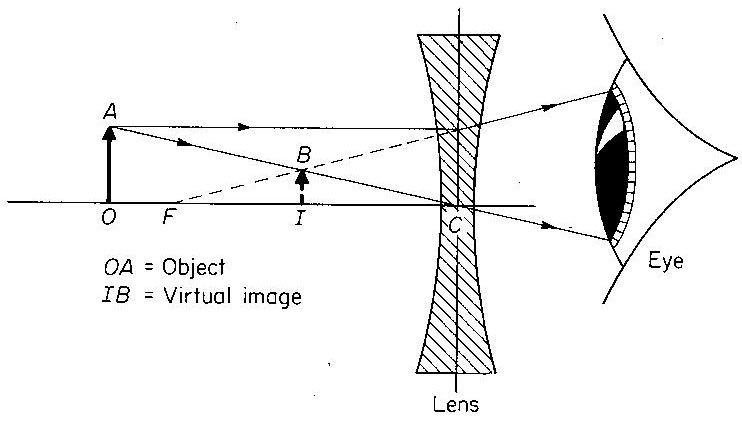 A
B
O F I C
OA = Object
IB = Virtual image
Eye
Lens